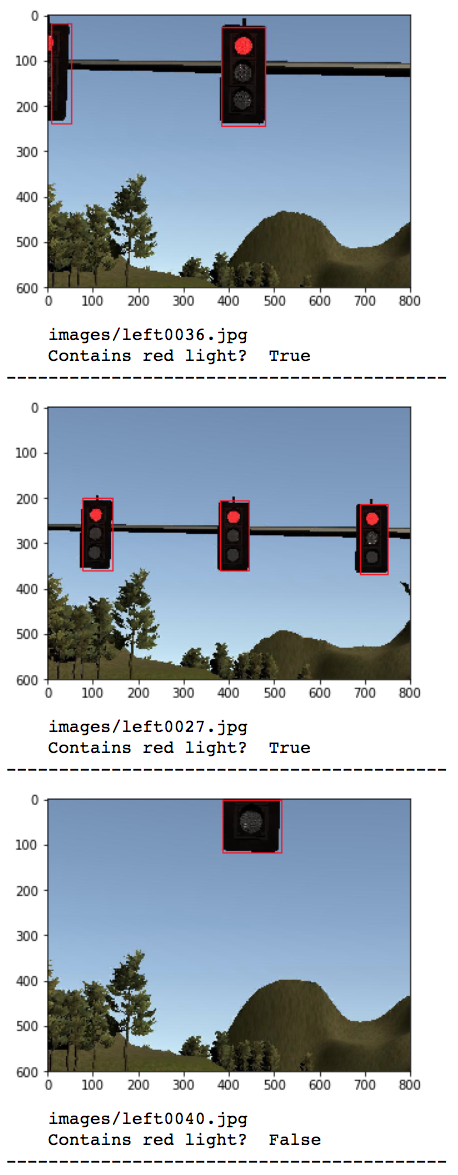 0
100
200
300
400
500
600
0 100 200 300 400 500 600 700 800
images/left0036.jpg
Contains red light?  True
------------------------------------------
0
100
200
300
400
500
600
0 100 200 300 400 500 600 700 800
images/left0027.jpg
Contains red light?  True
------------------------------------------
0
100
200
300
400
500
600
0 100 200 300 400 500 600 700 800
images/left0040.jpg
Contains red light?  False
------------------------------------------